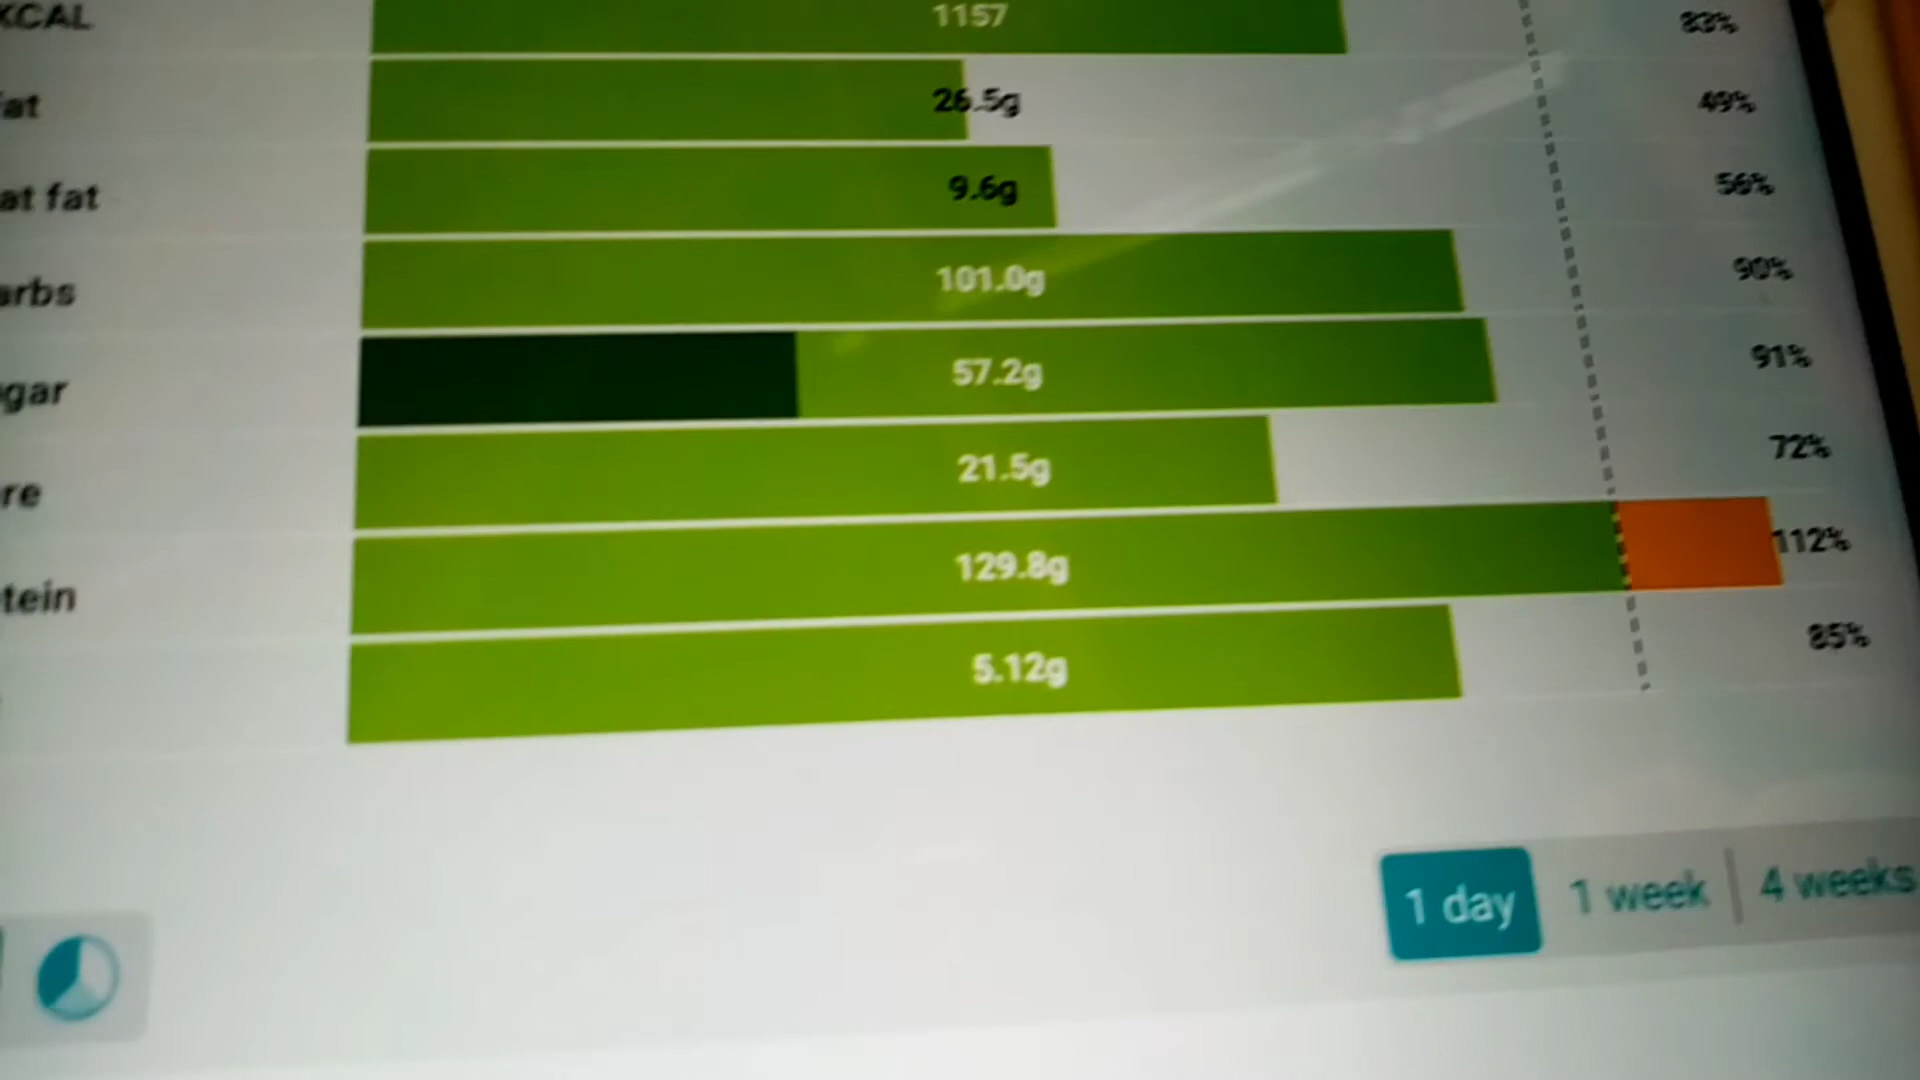 KCAL 1157 83%
at 26.5g 49%
at fat 9.6g 56%
arbs 101.0g 90%
gar 57.2g 91%
re 21.5g 72%
tein 129.8g 112%
5.12g 85%
1 day 1 week 4 weeks